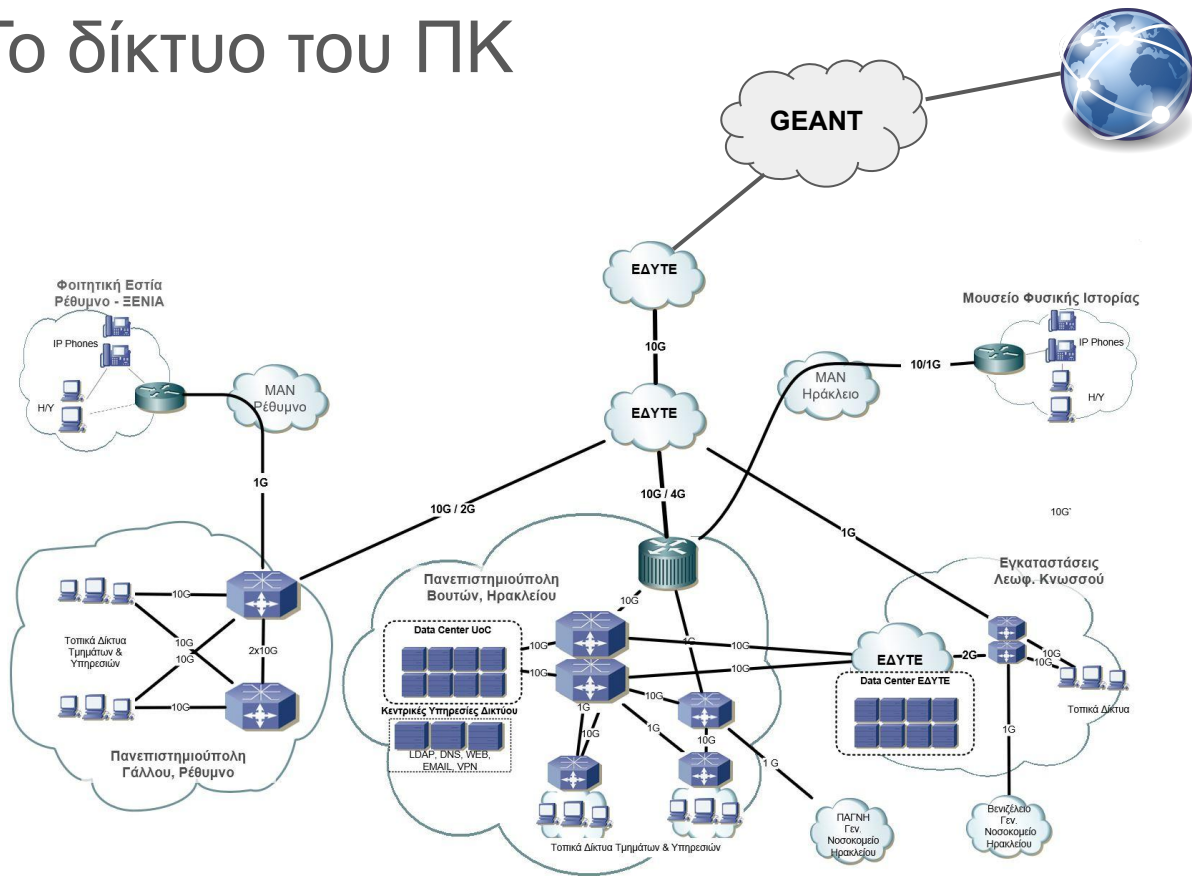 Το δίκτυο του ΠΚ
GEANT
ΕΔΥΤΕ
Φοιτητική Εστία
Ρέθυμνο - ΞΕΝΙΑ
IP Phones
Η/Υ
MAN
Ρέθυμνο
1G
10G
ΕΔΥΤΕ
MAN
Ηράκλειο
10/1G
Μουσείο Φυσικής Ιστορίας
IP Phones
Η/Υ
10G / 2G
10G / 4G
1G
10G`
Τοπικά Δίκτυα
Τμημάτων &
Υπηρεσιών
10G
10G
10G
10G
2x10G
Πανεπιστημιούπολη
Γάλλου, Ρέθυμνο
Πανεπιστημιούπολη
Βουτών, Ηρακλείου
Data Center UoC
Κεντρικές Υπηρεσίες Δικτύου
LDAP, DNS, WEB,
EMAIL, VPN
10G
10G
10G
1G
10G
10G
10G
1G
10G
1G
10G
1 G
Τοπικά Δίκτυα Τμημάτων & Υπηρεσιών
ΠΑΓΝΗ
Γεν.
Νοσοκομείο
Ηρακλείου
Εγκαταστάσεις
Λεωφ. Κνωσσού
ΕΔΥΤΕ
Data Center ΕΔΥΤΕ
2G
10G
10G
Τοπικά Δίκτυα
1G
Βενιζέλειο
Γεν.
Νοσοκομείο
Ηρακλείου